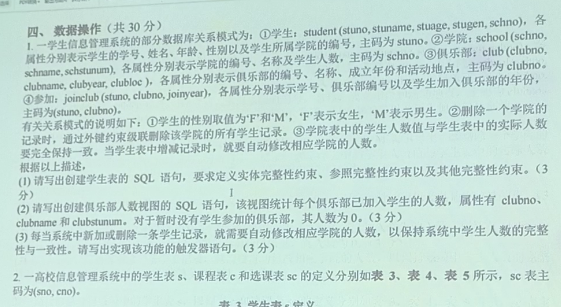 四、数据操作（共 30 分）
1. 一学生信息管理系统的部分数据库关系模式为：①学生：student (stuno, stuname, stuage, stugen, schno)，各
属性分别表示学生的学号、姓名、年龄、性别以及学生所属学院的编号，主码为 stuno。②学院：school (schno,
schname, schstunum)，各属性分别表示学院的编号、名称及学生人数，主码为 schno。③俱乐部：club (clubno,
clubname, clubyear, clubloc )，各属性分别表示俱乐部的编号、名称、成立年份和活动地点，主码为 clubno。
④参加：joinclub (stuno, clubno, joinyear)，各属性分别表示学号、俱乐部编号以及学生加入俱乐部的年份，
主码为(stuno, clubno)。
有关关系模式的说明如下：①学生的性别取值为‘F’和‘M’，‘F’表示女生，‘M’表示男生。②删除一个学院的
记录时，通过外键约束级联删除该学院的所有学生记录。③学院表中的学生人数值与学生表中的实际人数
要完全保持一致。当学生表中增减记录时，就要自动修改相应学院的人数。
根据以上描述，
(1) 请写出创建学生表的 SQL 语句，要求定义实体完整性约束、参照完整性约束以及其他完整性约束。（3
分）
(2) 请写出创建俱乐部人数视图的 SQL 语句，该视图统计每个俱乐部已加入学生的人数，属性有 clubno、
clubname 和 clubstunum。对于暂时没有学生参加的俱乐部，其人数为 0。（3 分）
(3) 每当系统中新加或删除一条学生记录，就需要自动修改相应学院的人数，以保持系统中学生人数的完整
性与一致性。请写出实现该功能的触发器语句。（3 分）
2. 一高校信息管理系统中的学生表 s、课程表 c 和选课表 sc 的定义分别如表 3、表 4、表 5 所示，sc 表主
码为(sno, cno)。
表 3 学生表 s 定义